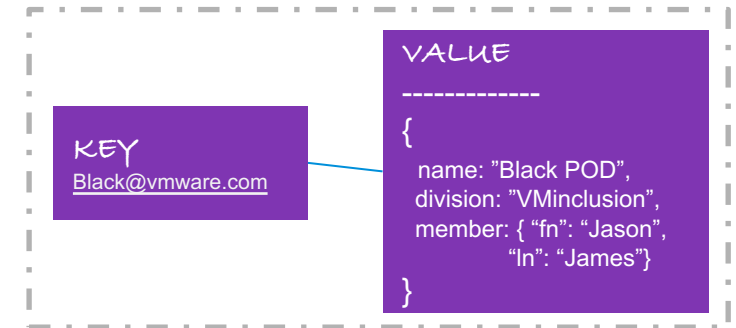 KEY
Black@vmware.com
VALUE
-------------
{
name: ”Black POD”,
division: ”VMinclusion”,
member: { “fn”: “Jason”,
“ln”: “James”}
}